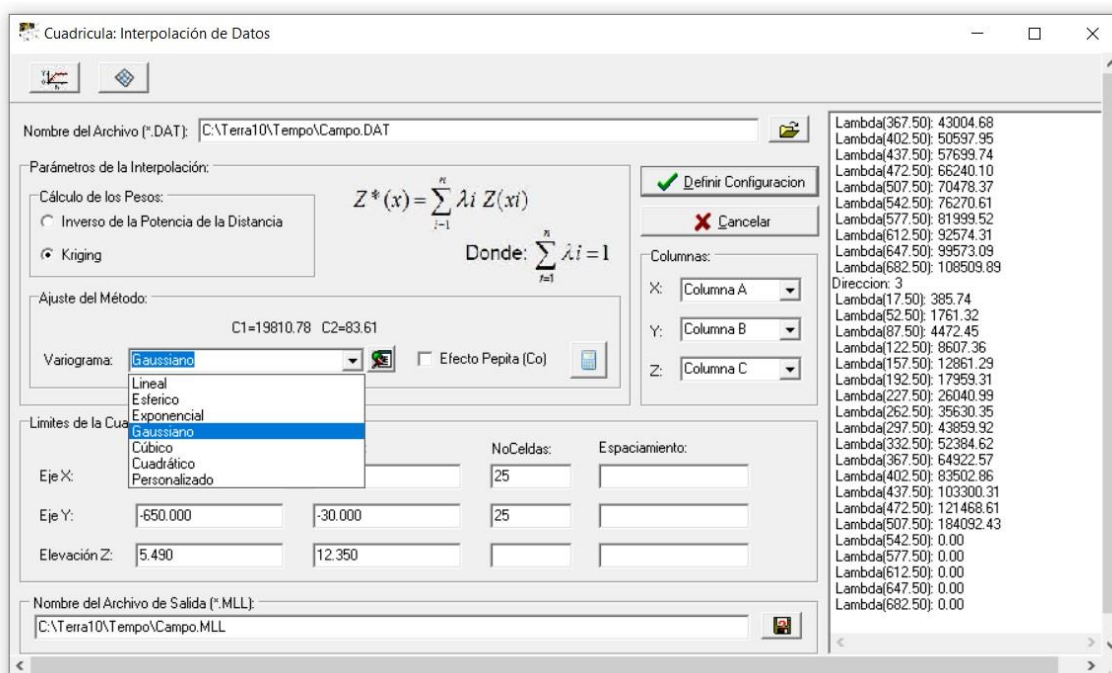 Cuadricula: Interpolación de Datos
Nombre del Archivo (*.DAT): C:\Terra10\Tempo\Campo.DAT
Parámetros de la Interpolación:
Cálculo de los Pesos:
Inverso de la Potencia de la Distancia
Kriging
Z*(x)=∑ λi Z(xi)
n
i=1
Donde: ∑ λi=1
n
i=1
Ajuste del Método:
C1=19810.78 C2=83.61
Variograma: Gaussiano
Efecto Pepita (Co)
Lineal
Esferico
Exponencial
Gaussiano
Cúbico
Cuadrático
Personalizado
Definir Configuracion
Cancelar
Columnas:
X: Columna A
Y: Columna B
Z: Columna C
Limites de la Cua
NoCeldas: Espaciamiento:
Eje X: 25
Eje Y: -650.000 -30.000 25
Elevación Z: 5.490 12.350
Nombre del Archivo de Salida (*.MLL):
C:\Terra10\Tempo\Campo.MLL
Lambda(367.50): 43004.68
Lambda(402.50): 50597.95
Lambda(437.50): 57699.74
Lambda(472.50): 66240.10
Lambda(507.50): 70478.37
Lambda(542.50): 76270.61
Lambda(577.50): 81999.52
Lambda(612.50): 92574.31
Lambda(647.50): 99573.09
Lambda(682.50): 108509.89
Direccion: 3
Lambda(17.50): 385.74
Lambda(52.50): 1761.32
Lambda(87.50): 4472.45
Lambda(122.50): 8607.36
Lambda(157.50): 12861.29
Lambda(192.50): 17959.31
Lambda(227.50): 26040.99
Lambda(262.50): 35630.35
Lambda(297.50): 43859.92
Lambda(332.50): 52384.62
Lambda(367.50): 64922.57
Lambda(402.50): 83502.86
Lambda(437.50): 103300.31
Lambda(472.50): 121468.61
Lambda(507.50): 184092.43
Lambda(542.50): 0.00
Lambda(577.50): 0.00
Lambda(612.50): 0.00
Lambda(647.50): 0.00
Lambda(682.50): 0.00